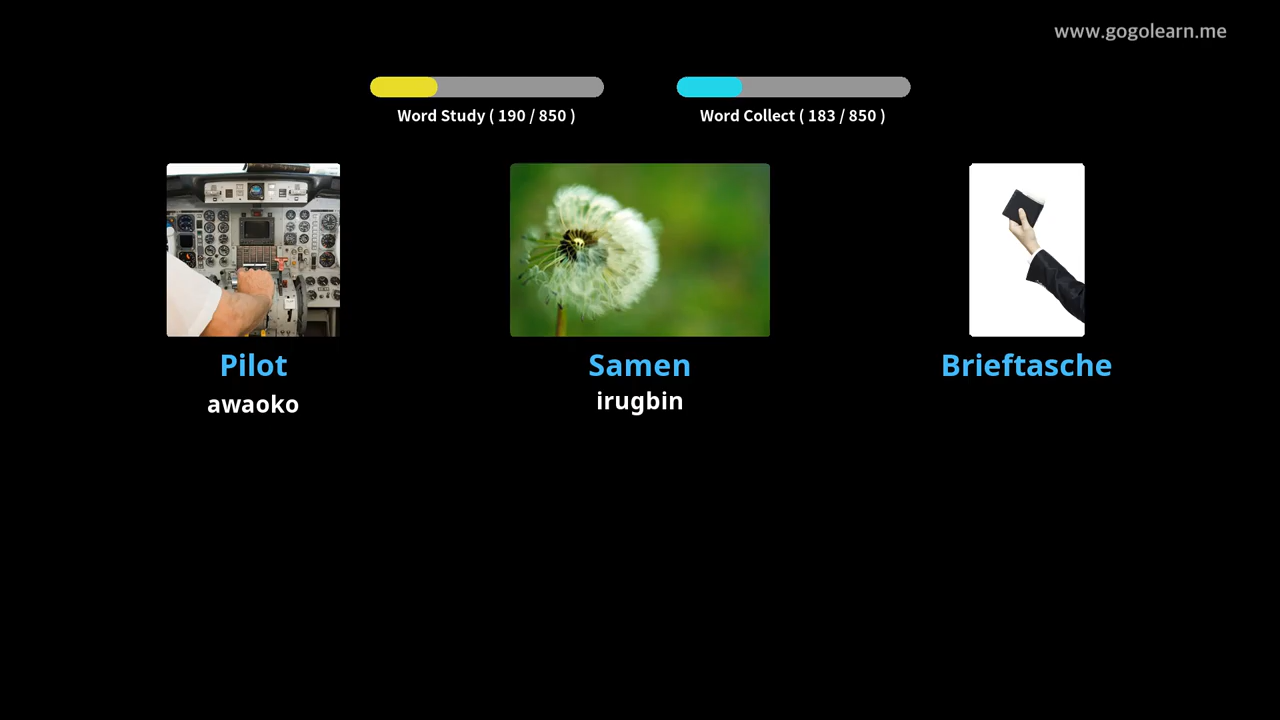 www.gogolearn.me
Word Study ( 190 / 850 )
Word Collect ( 183 / 850 )
Pilot
awaoko
Samen
irugbin
Brieftasche